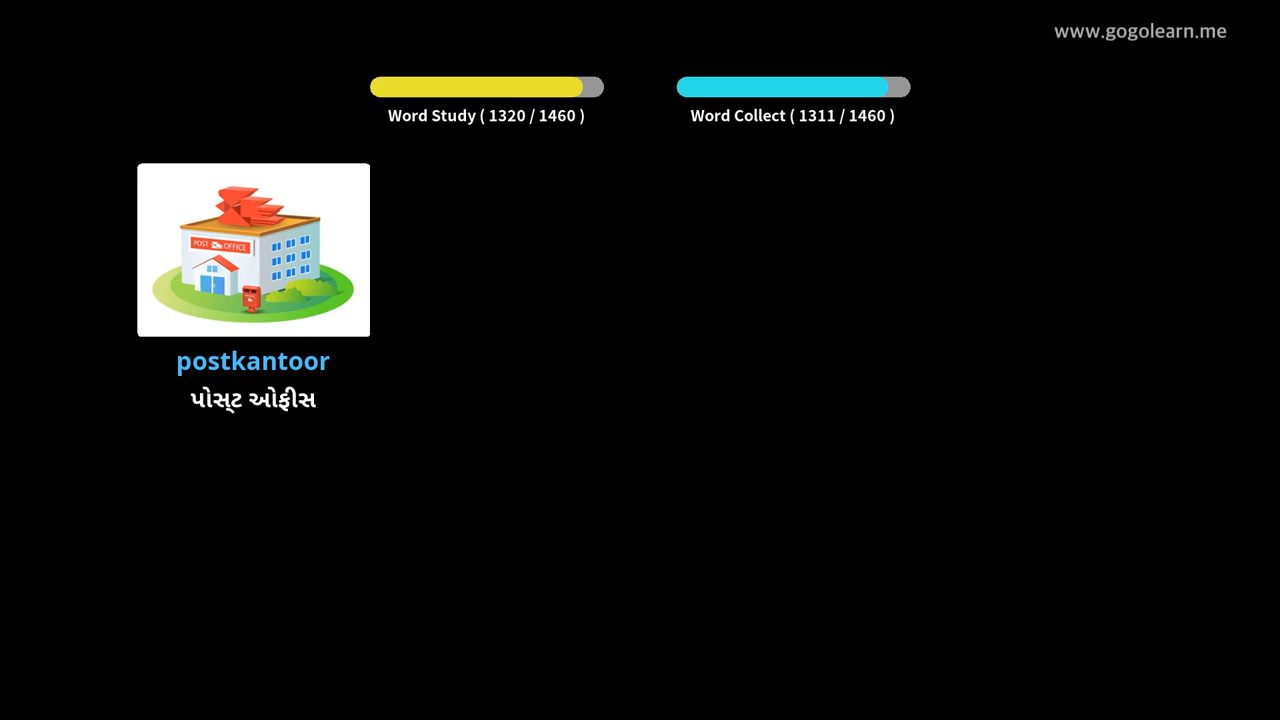 www.gogolearn.me
Word Study ( 1320 / 1460 )
Word Collect ( 1311 / 1460 )
POST OFFICE
postkantoor
પોસ્ટ ઓફીસ